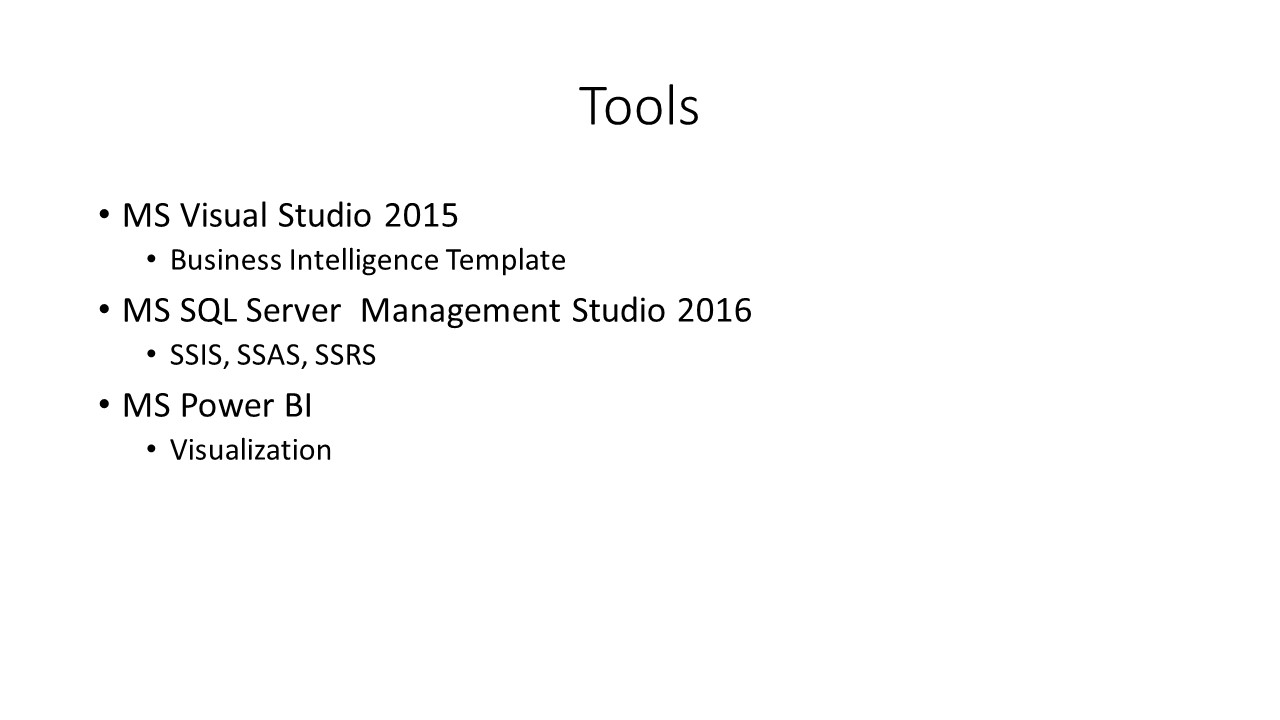 Tools
• MS Visual Studio 2015
• Business Intelligence Template
• MS SQL Server  Management Studio 2016
• SSIS, SSAS, SSRS
• MS Power BI
• Visualization